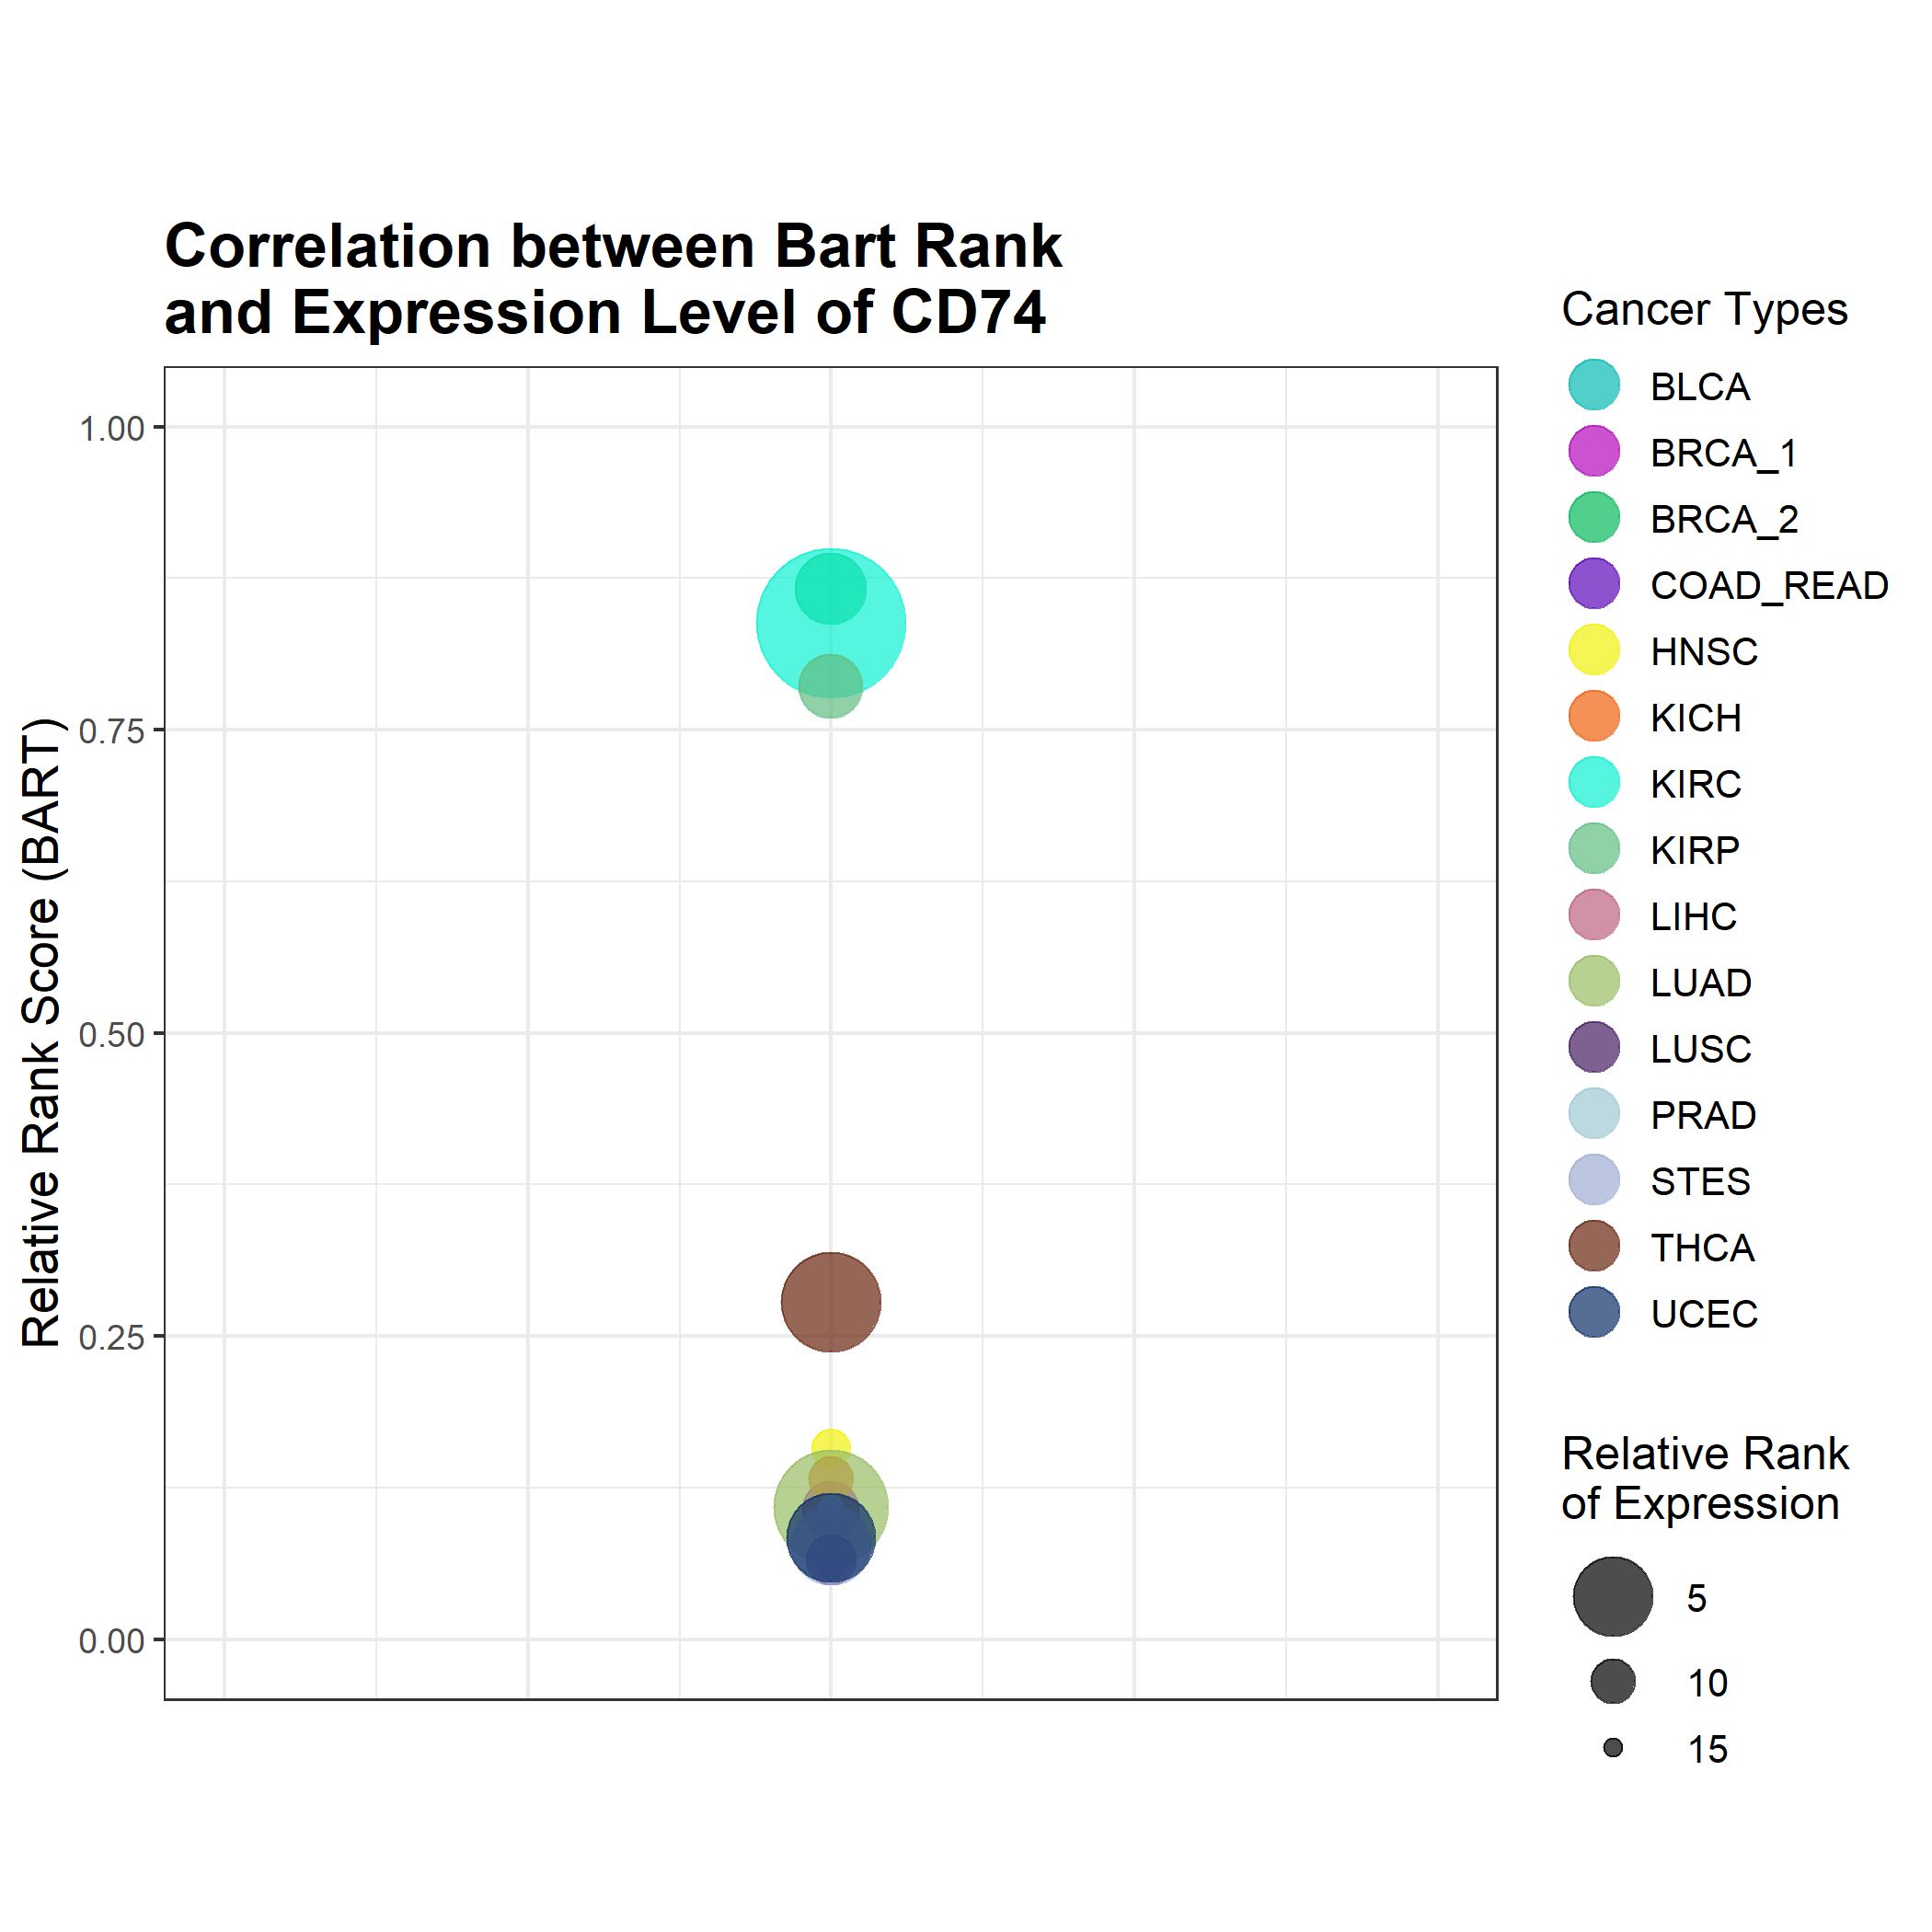 Correlation between Bart Rank
and Expression Level of CD74
Relative Rank Score (BART)
1.00
0.75
0.50
0.25
0.00
Cancer Types
BLCA
BRCA_1
BRCA_2
COAD_READ
HNSC
KICH
KIRC
KIRP
LIHC
LUAD
LUSC
PRAD
STES
THCA
UCEC
Relative Rank
of Expression
5
10
15